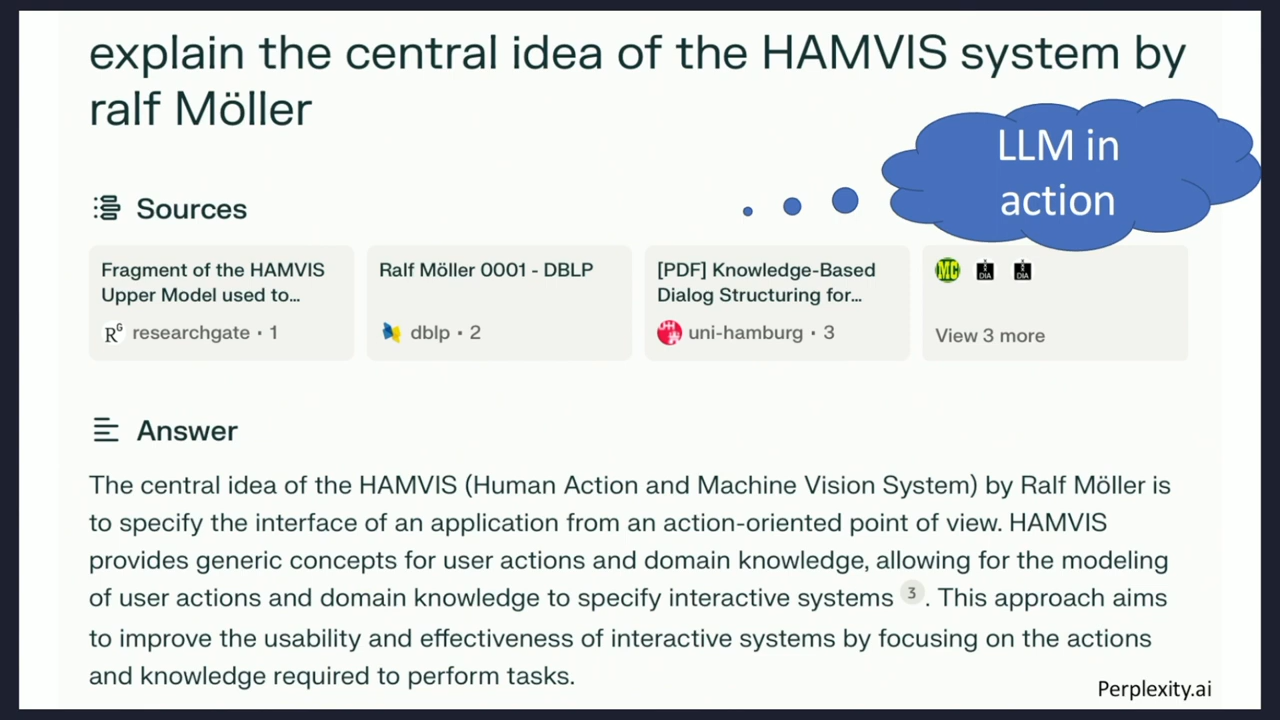 explain the central idea of the HAMVIS system by
ralf Möller
LLM in
action
Sources
Fragment of the HAMVIS
Upper Model used to…
researchgate · 1
Ralf Möller 0001 - DBLP
dblp · 2
[PDF] Knowledge-Based
Dialog Structuring for…
uni-hamburg · 3
MC
DIA
DIA
View 3 more
Answer
The central idea of the HAMVIS (Human Action and Machine Vision System) by Ralf Möller is
to specify the interface of an application from an action-oriented point of view. HAMVIS
provides generic concepts for user actions and domain knowledge, allowing for the modeling
of user actions and domain knowledge to specify interactive systems 3. This approach aims
to improve the usability and effectiveness of interactive systems by focusing on the actions
and knowledge required to perform tasks.
Perplexity.ai